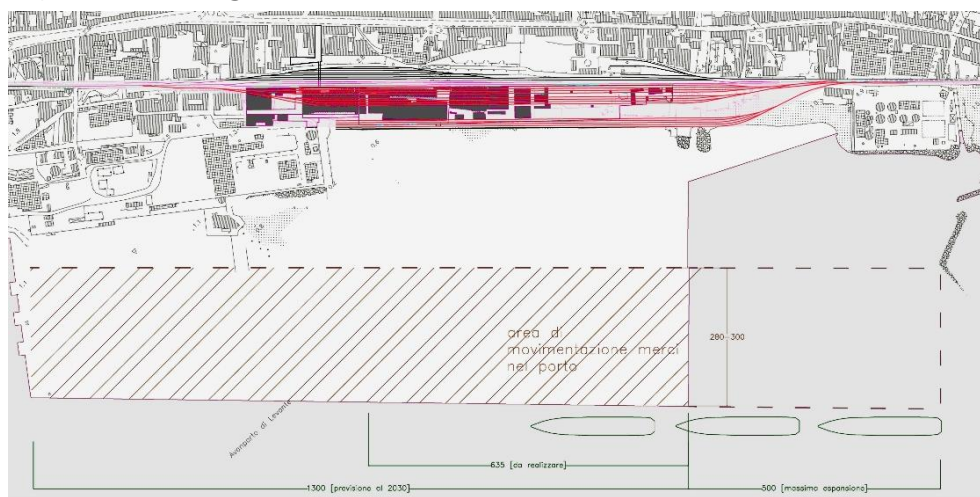 area di
movimentazione merci
nel porto
280-300
Avamporto di Levante
635 [da realizzare]
1300 [previsione al 2030]
500 [massima espansione]